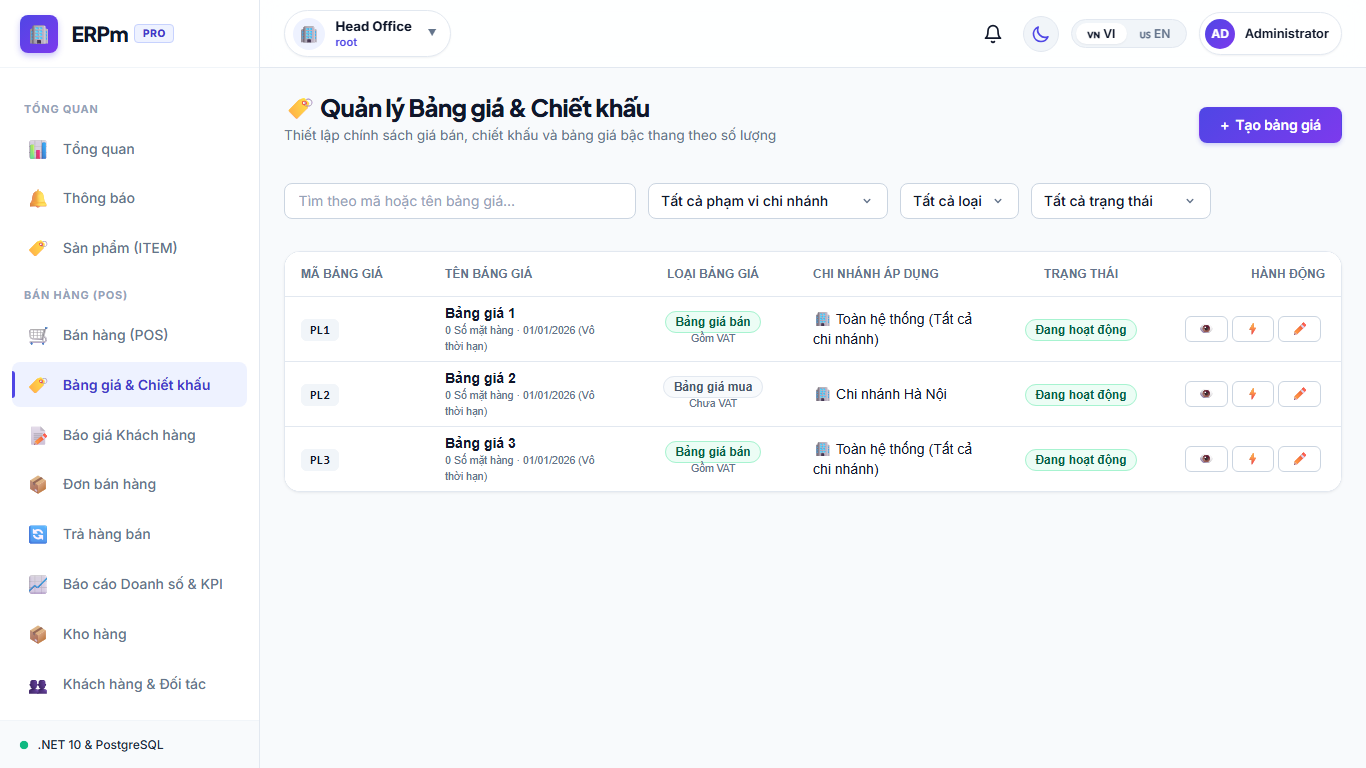 ERPm PRO
Head Office
root
VN VI
US EN
AD
Administrator
TỔNG QUAN
Tổng quan
Thông báo
Sản phẩm (ITEM)
BÁN HÀNG (POS)
Bán hàng (POS)
Bảng giá & Chiết khấu
Báo giá Khách hàng
Đơn bán hàng
Trả hàng bán
Báo cáo Doanh số & KPI
Kho hàng
Khách hàng & Đối tác
.NET 10 & PostgreSQL
Quản lý Bảng giá & Chiết khấu
Thiết lập chính sách giá bán, chiết khấu và bảng giá bậc thang theo số lượng
+ Tạo bảng giá
Tìm theo mã hoặc tên bảng giá...
Tất cả phạm vi chi nhánh
Tất cả loại
Tất cả trạng thái
MÃ BẢNG GIÁ TÊN BẢNG GIÁ LOẠI BẢNG GIÁ CHI NHÁNH ÁP DỤNG TRẠNG THÁI HÀNH ĐỘNG
PL1
Bảng giá 1
0 Số mặt hàng · 01/01/2026 (Vô
thời hạn)
Bảng giá bán
Gồm VAT
Toàn hệ thống (Tất cả
chi nhánh)
Đang hoạt động
PL2
Bảng giá 2
0 Số mặt hàng · 01/01/2026 (Vô
thời hạn)
Bảng giá mua
Chưa VAT
Chi nhánh Hà Nội
Đang hoạt động
PL3
Bảng giá 3
0 Số mặt hàng · 01/01/2026 (Vô
thời hạn)
Bảng giá bán
Gồm VAT
Toàn hệ thống (Tất cả
chi nhánh)
Đang hoạt động